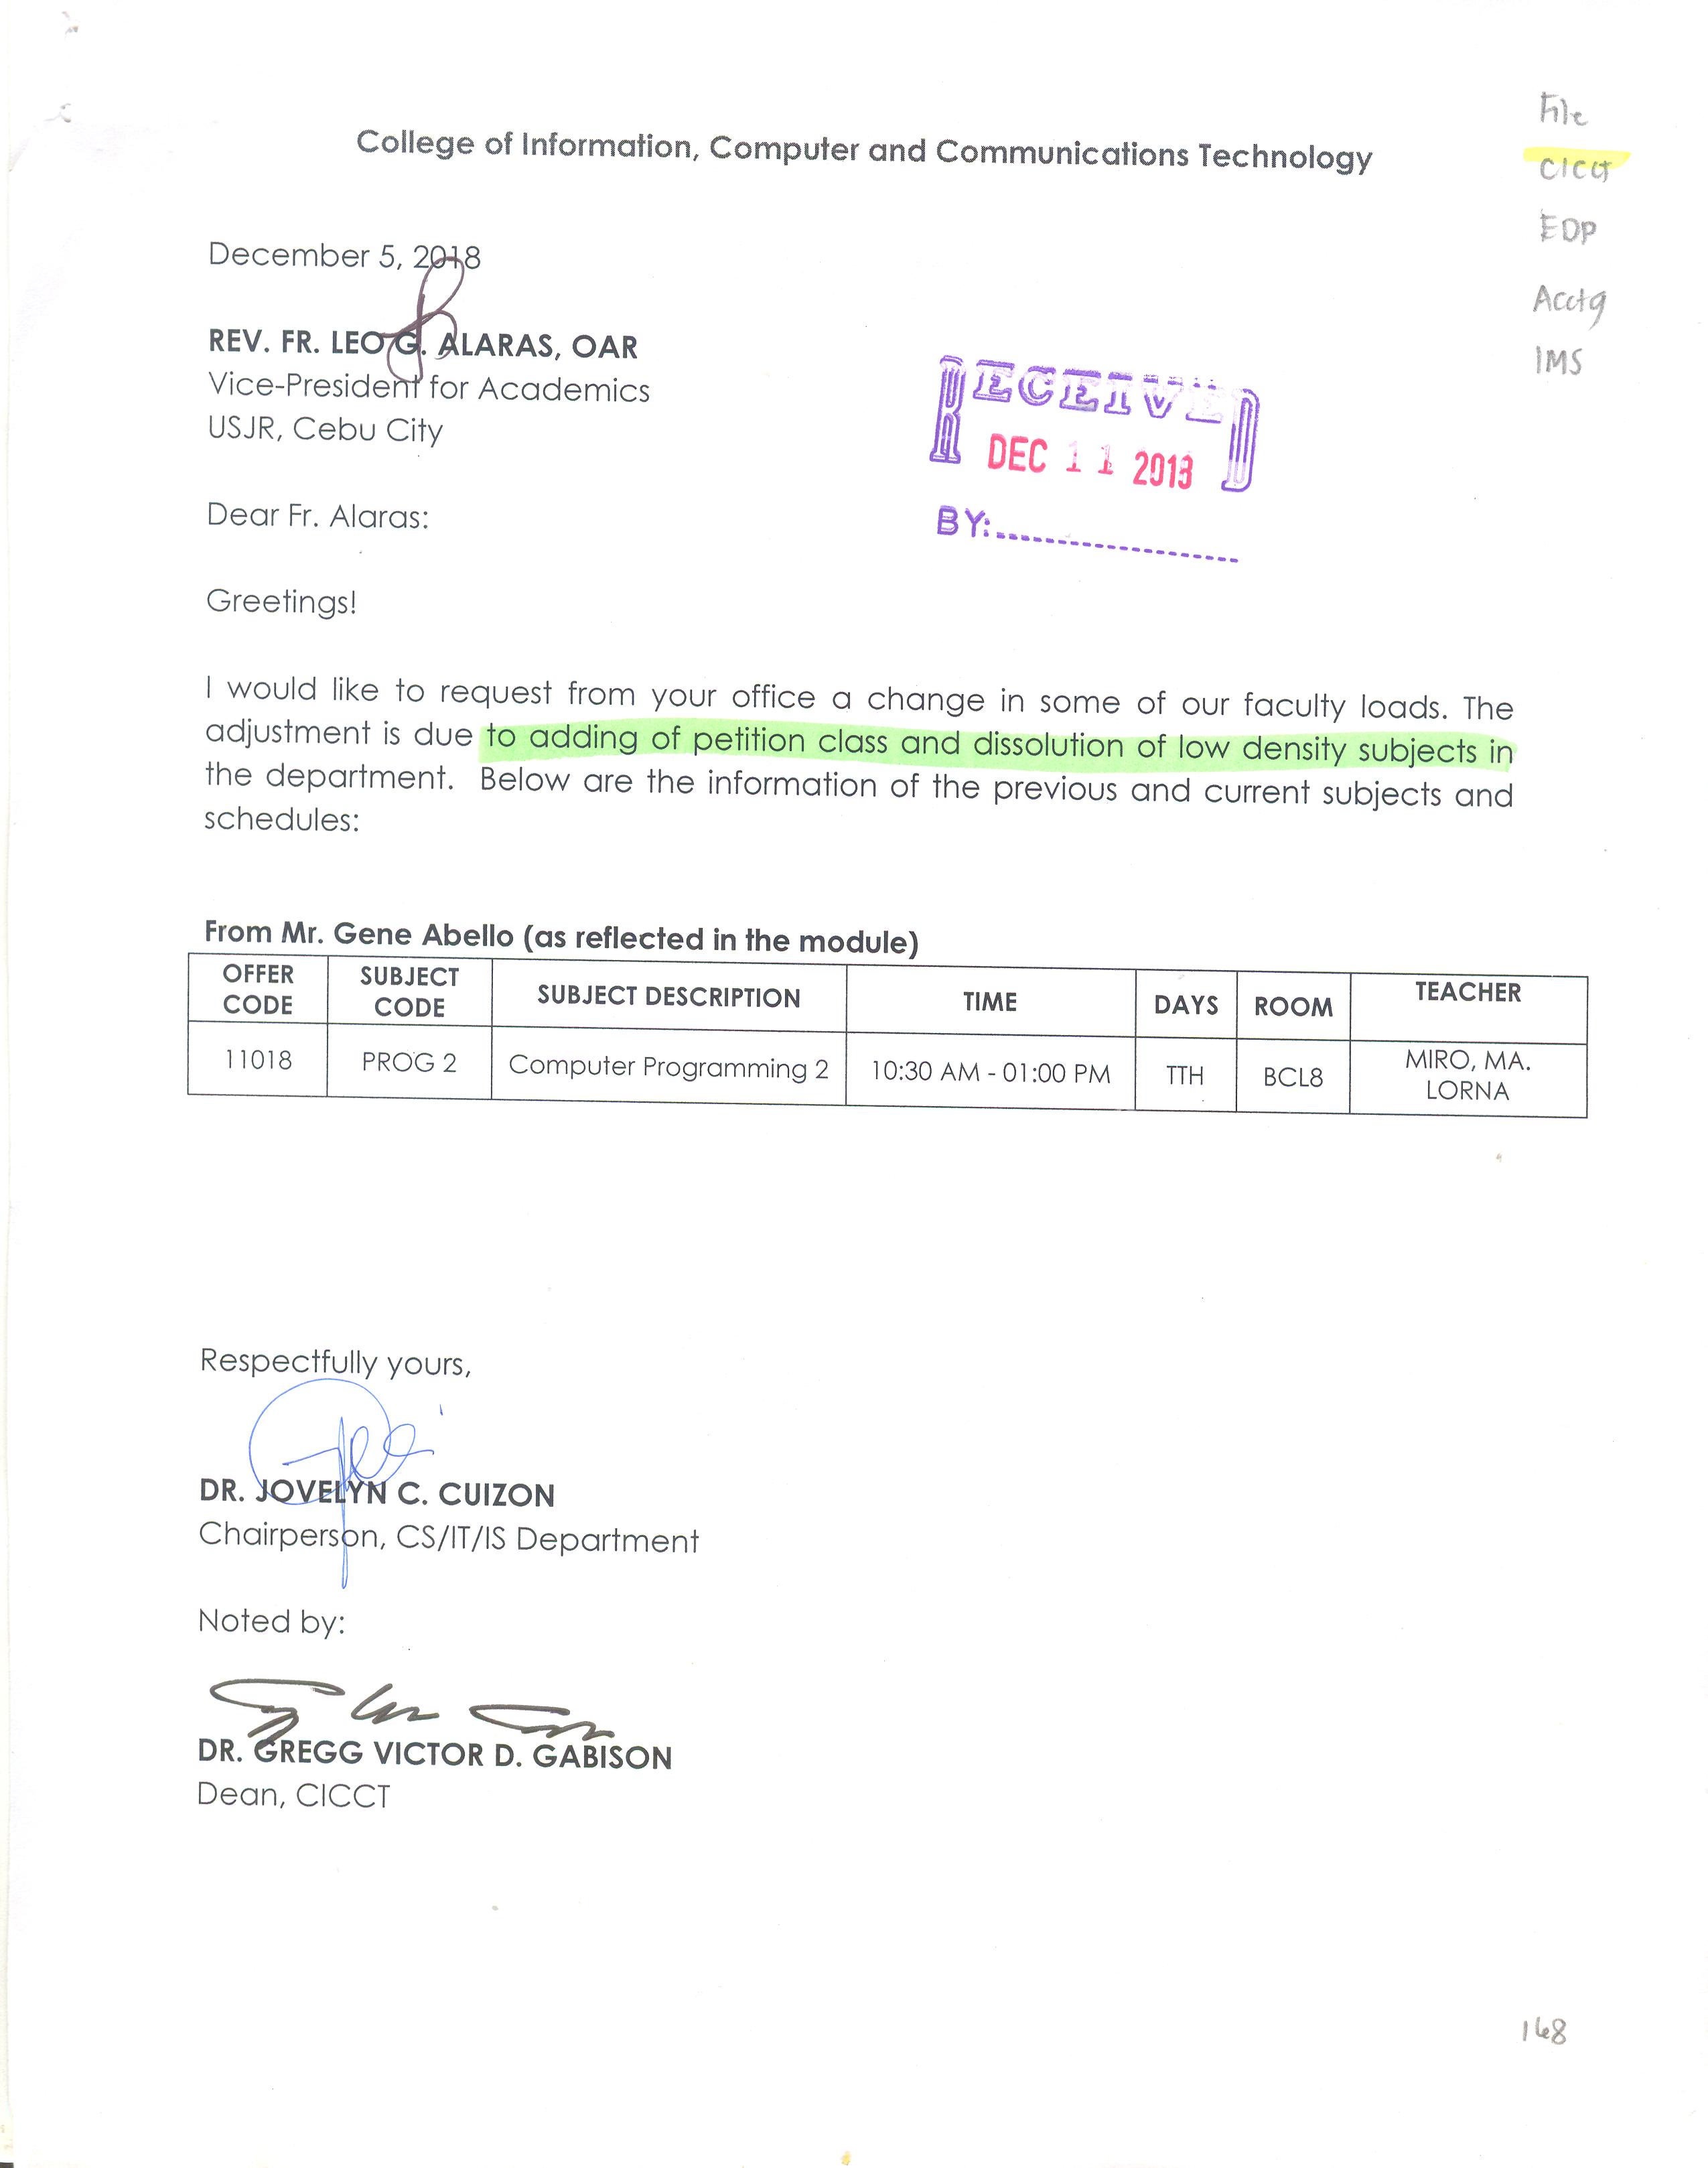 File
College of Information, Computer and Communications Technology
CICCT
EDP
December 5, 2018
Acctg
REV. FR. LEO G. ALARAS, OAR
IMS
Vice-President for Academics
RECEIVED
USJR, Cebu City
DEC 11 2018
Dear Fr. Alaras:
BY:
Greetings!
I would like to request from your office a change in some of our faculty loads. The
adjustment is due to adding of petition class and dissolution of low density subjects in
the department. Below are the information of the previous and current subjects and
schedules:
From Mr. Gene Abello (as reflected in the module)
OFFER CODE SUBJECT CODE SUBJECT DESCRIPTION TIME DAYS ROOM TEACHER
11018 PROG 2 Computer Programming 2 10:30 AM - 01:00 PM TTH BCL8 MIRO, MA. LORNA
Respectfully yours,
DR. JOVELYN C. CUIZON
Chairperson, CS/IT/IS Department
Noted by:
DR. GREGG VICTOR D. GABISON
Dean, CICCT
168